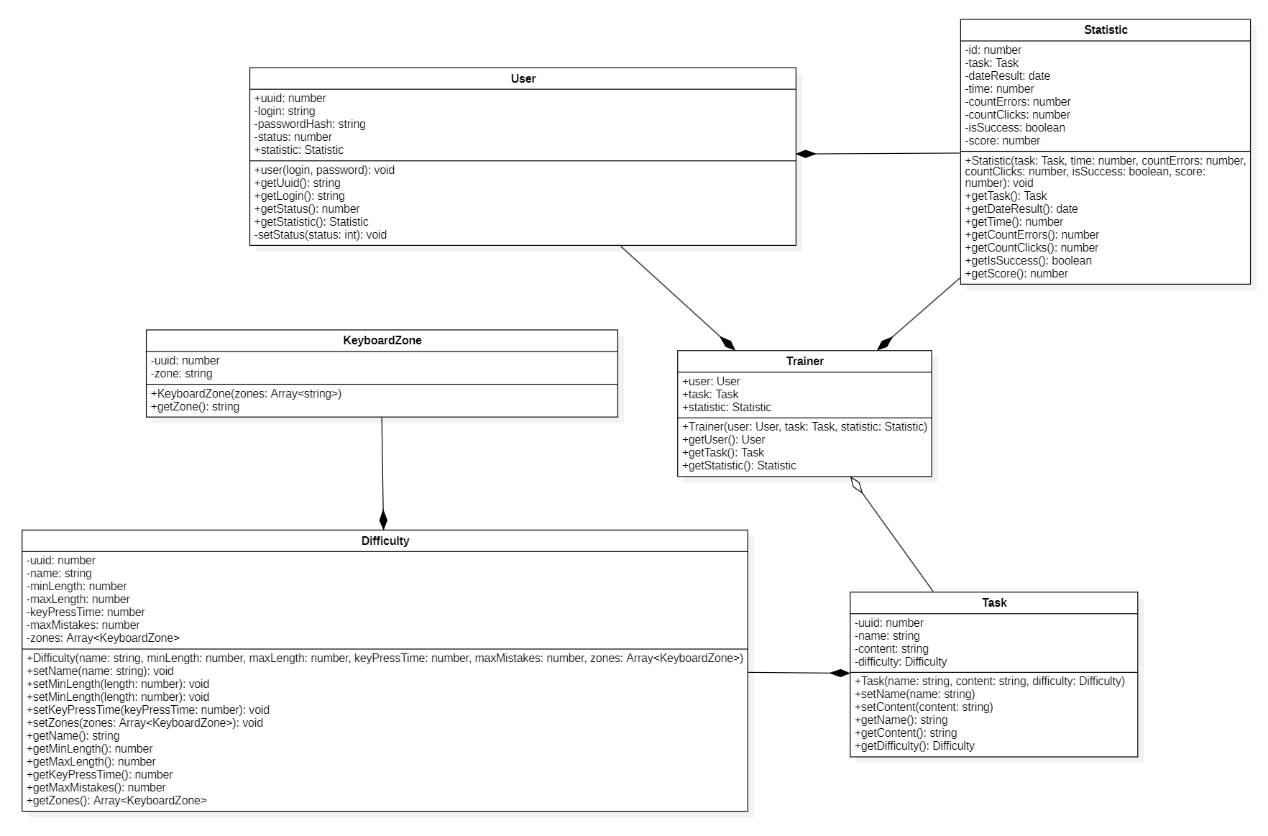 Statistic
-id: number
-task: Task
-dateResult: date
-time: number
-countErrors: number
-countClicks: number
-isSuccess: boolean
-score: number
+Statistic(task: Task, time: number, countErrors: number,
countClicks: number, isSuccess: boolean, score:
number): void
+getTask(): Task
+getDateResult(): date
+getTime(): number
+getCountErrors(): number
+getCountClicks(): number
+getIsSuccess(): boolean
+getScore(): number
User
+uuid: number
-login: string
-passwordHash: string
-status: number
+statistic: Statistic
+user(login, password): void
+getUuid(): string
+getLogin(): string
+getStatus(): number
+getStatistic(): Statistic
-setStatus(status: int): void
KeyboardZone
-uuid: number
-zone: string
+KeyboardZone(zones: Array<string>)
+getZone(): string
Trainer
+user: User
+task: Task
+statistic: Statistic
+Trainer(user: User, task: Task, statistic: Statistic)
+getUser(): User
+getTask(): Task
+getStatistic(): Statistic
Difficulty
-uuid: number
-name: string
-minLength: number
-maxLength: number
-keyPressTime: number
-maxMistakes: number
-zones: Array<KeyboardZone>
+Difficulty(name: string, minLength: number, maxLength: number, keyPressTime: number, maxMistakes: number, zones: Array<KeyboardZone>)
+setName(name: string): void
+setMinLength(length: number): void
+setMinLength(length: number): void
+setKeyPressTime(keyPressTime: number): void
+setZones(zones: Array<KeyboardZone>): void
+getName(): string
+getMinLength(): number
+getMaxLength(): number
+getKeyPressTime(): number
+getMaxMistakes(): number
+getZones(): Array<KeyboardZone>
Task
-uuid: number
-name: string
-content: string
-difficulty: Difficulty
+Task(name: string, content: string, difficulty: Difficulty)
+setName(name: string)
+setContent(content: string)
+getName(): string
+getContent(): string
+getDifficulty(): Difficulty